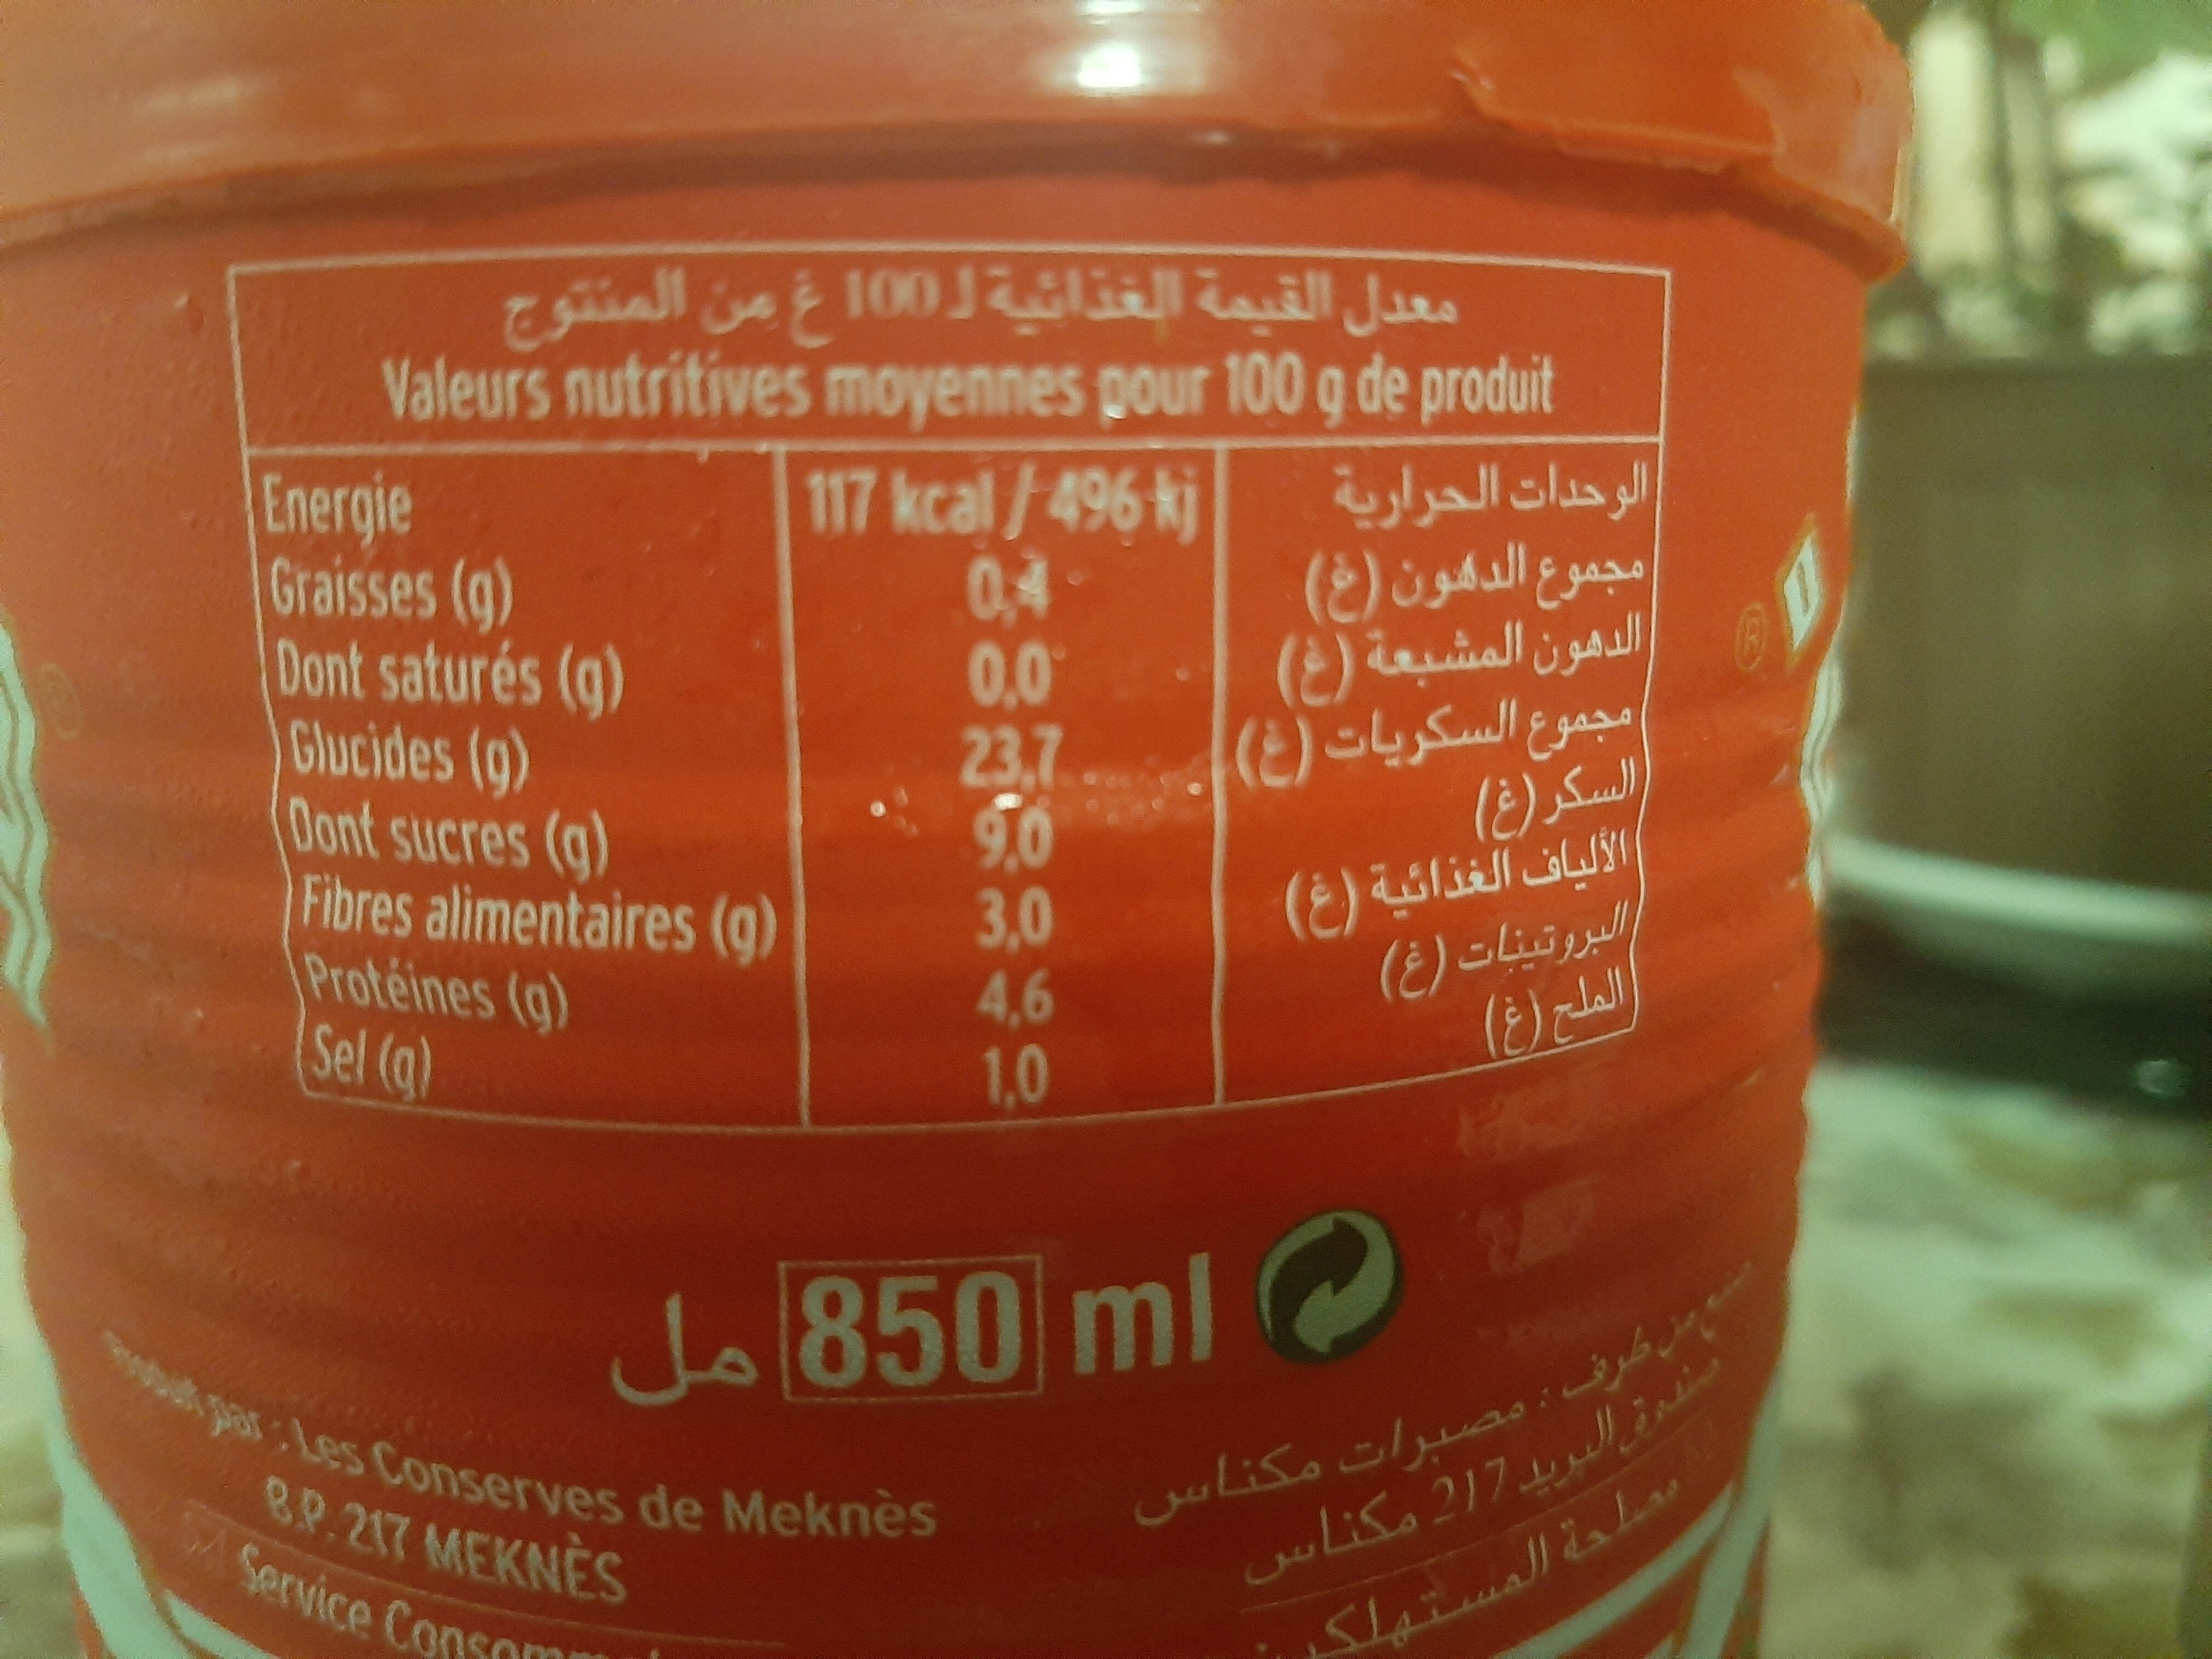 معدل القيمة الغذائية ل 100 غ من المنتوج
Valeurs nutritives moyennes pour 100 g de produit
Energie 117 kcal / 496 kj الوحدات الحرارية
Graisses (g) 0,4 مجموع الدهون (غ)
Dont saturés (g) 0,0 الدهون المشبعة (غ)
Glucides (g) 23,7 مجموع السكريات (غ)
Dont sucres (g) 9,0 السكر (غ)
Fibres alimentaires (g) 3,0 الألياف الغذائية (غ)
Protéines (g) 4,6 البروتينات (غ)
Sel (g) 1,0 الملح (غ)
مل 850 ml
par : Les Conserves de Meknès
B.P. 217 MEKNÈS
Service
من طرف : مصبرات مكناس
صندوق البريد 217 مكناس
مصلحة المستهلكين
®
®